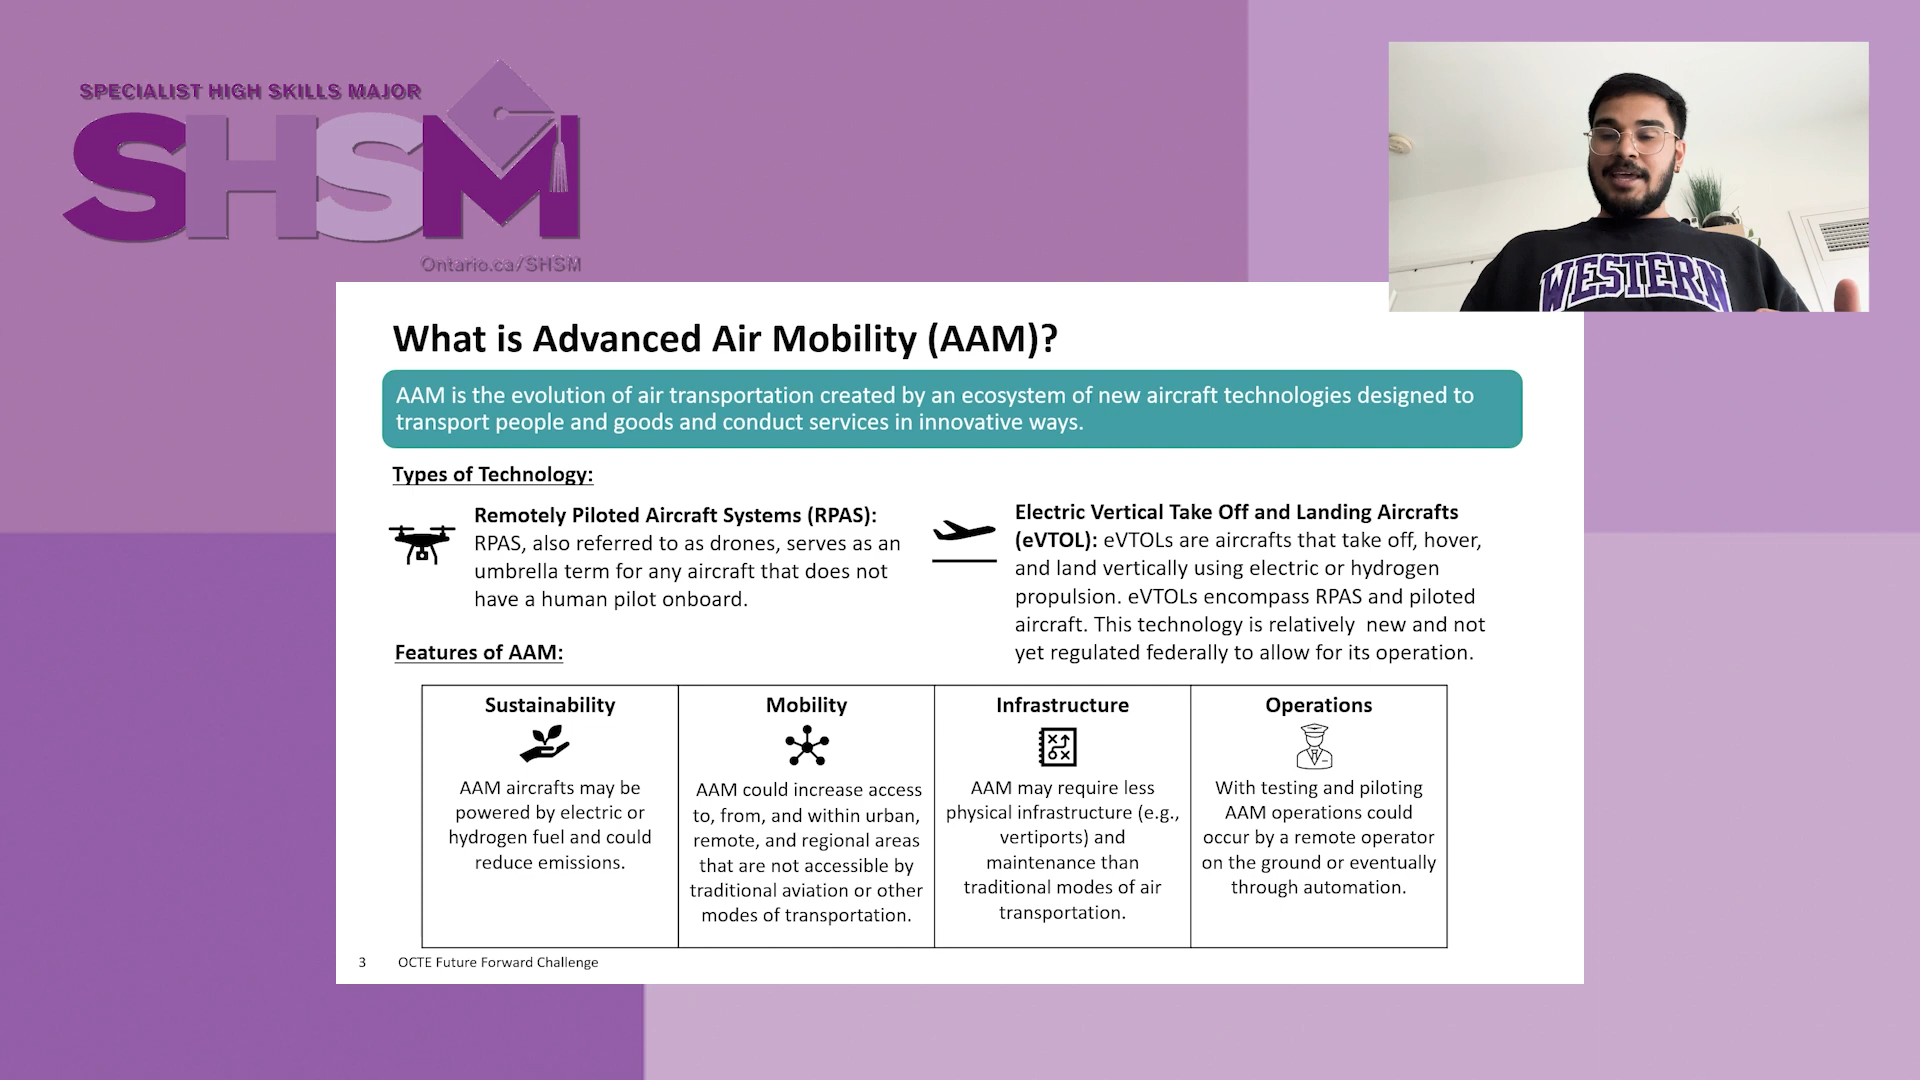 SPECIALIST HIGH SKILLS MAJOR
SHSM
Ontario.ca/SHSM
WESTERN
What is Advanced Air Mobility (AAM)?
AAM is the evolution of air transportation created by an ecosystem of new aircraft technologies designed to
transport people and goods and conduct services in innovative ways.
Types of Technology:
Remotely Piloted Aircraft Systems (RPAS):
RPAS, also referred to as drones, serves as an
umbrella term for any aircraft that does not
have a human pilot onboard.
Electric Vertical Take Off and Landing Aircrafts
(eVTOL): eVTOLs are aircrafts that take off, hover,
and land vertically using electric or hydrogen
propulsion. eVTOLs encompass RPAS and piloted
aircraft. This technology is relatively  new and not
yet regulated federally to allow for its operation.
Features of AAM:
Sustainability
AAM aircrafts may be
powered by electric or
hydrogen fuel and could
reduce emissions.
Mobility
AAM could increase access
to, from, and within urban,
remote, and regional areas
that are not accessible by
traditional aviation or other
modes of transportation.
Infrastructure
AAM may require less
physical infrastructure (e.g.,
vertiports) and
maintenance than
traditional modes of air
transportation.
Operations
With testing and piloting
AAM operations could
occur by a remote operator
on the ground or eventually
through automation.
3 OCTE Future Forward Challenge